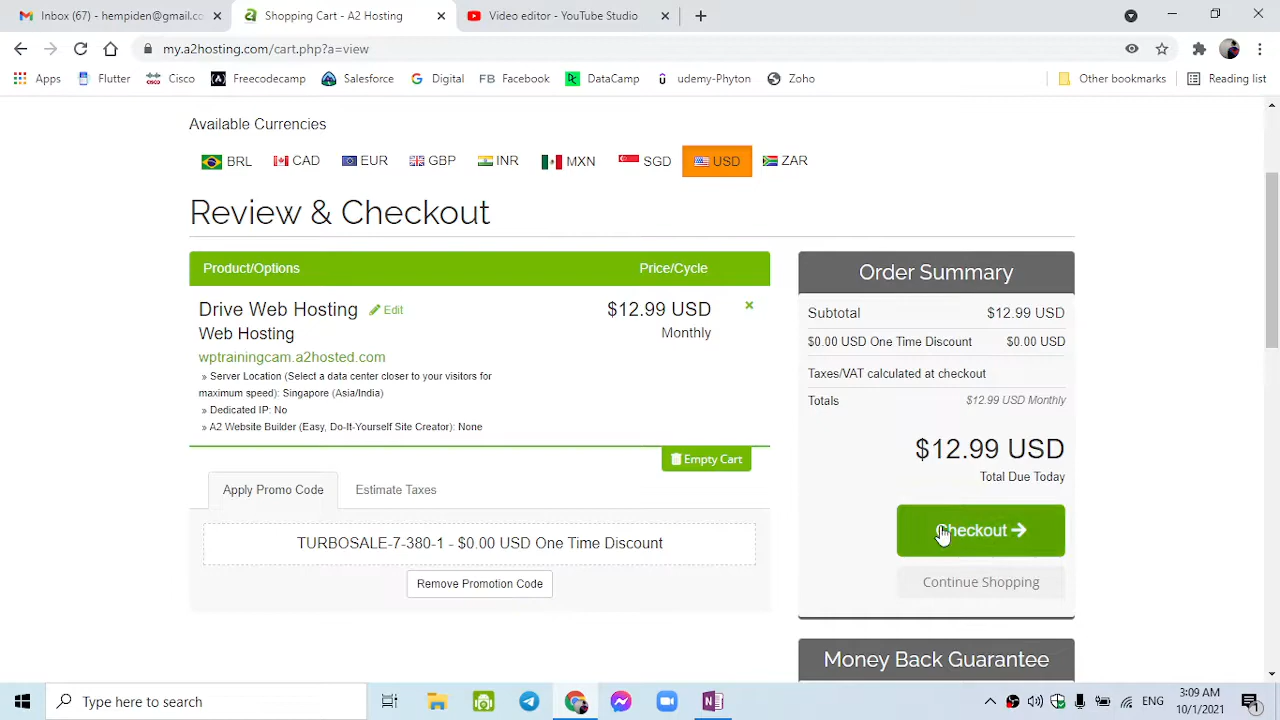 Inbox (67) - hempiden@gmail.co
Shopping Cart - A2 Hosting
Video editor - YouTube Studio
my.a2hosting.com/cart.php?a=view
Apps
Flutter
Cisco
Freecodecamp
Salesforce
Digital
FB Facebook
DataCamp
udemy-Phyton
Zoho
Other bookmarks
Reading list
Available Currencies
BRL
CAD
EUR
GBP
INR
MXN
SGD
USD
ZAR
Review & Checkout
Product/Options
Price/Cycle
Drive Web Hosting
Edit
$12.99 USD
Web Hosting
Monthly
wptrainingcam.a2hosted.com
» Server Location (Select a data center closer to your visitors for
maximum speed): Singapore (Asia/India)
» Dedicated IP: No
» A2 Website Builder (Easy, Do-It-Yourself Site Creator): None
Empty Cart
Apply Promo Code
Estimate Taxes
TURBOSALE-7-380-1 - $0.00 USD One Time Discount
Remove Promotion Code
Order Summary
Subtotal $12.99 USD
$0.00 USD One Time Discount $0.00 USD
Taxes/VAT calculated at checkout
Totals $12.99 USD Monthly
$12.99 USD
Total Due Today
Checkout
Continue Shopping
Money Back Guarantee
Type here to search
ENG
3:09 AM
10/1/2021